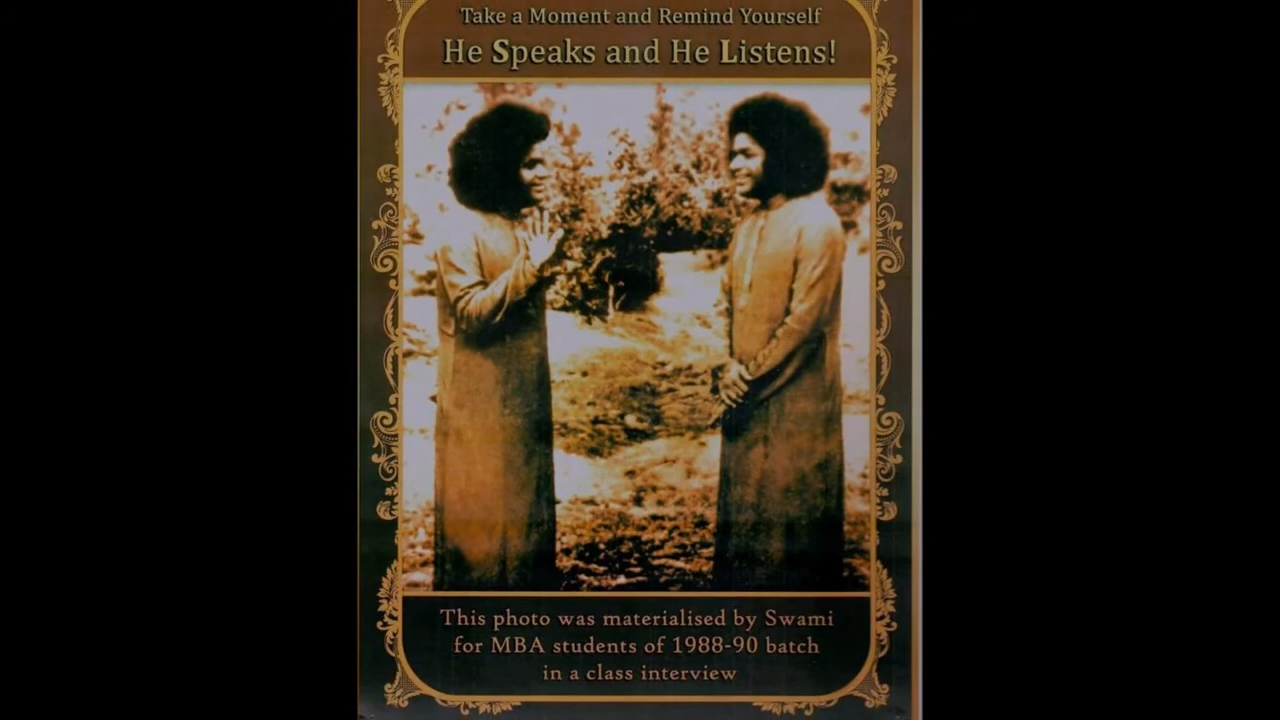 Take a Moment and Remind Yourself
He Speaks and He Listens!
This photo was materialised by Swami
for MBA students of 1988-90 batch
in a class interview